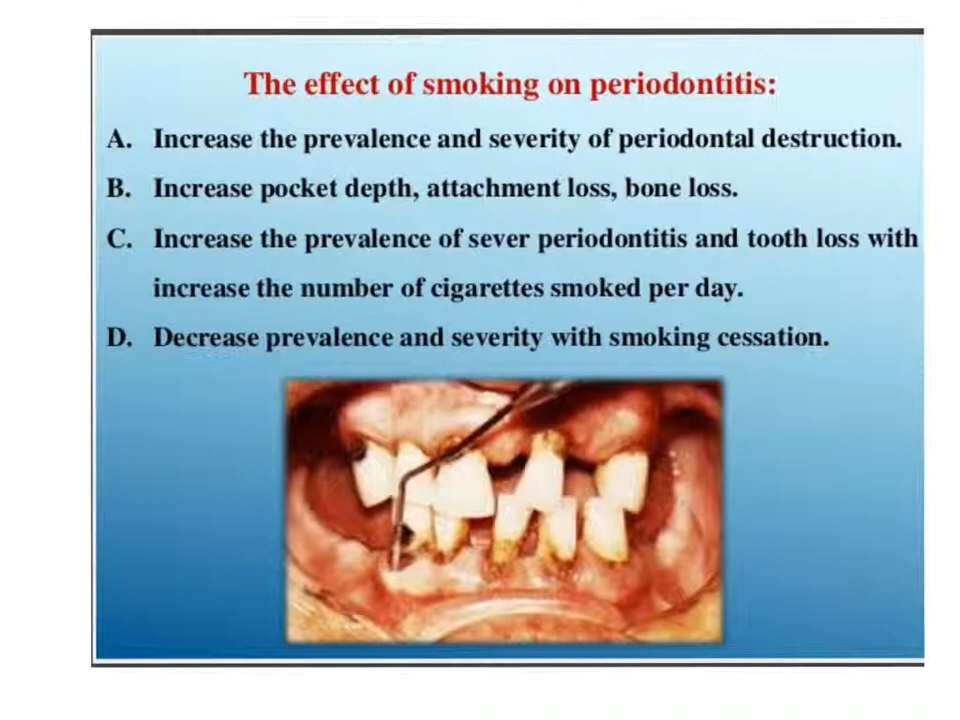 The effect of smoking on periodontitis:
A. Increase the prevalence and severity of periodontal destruction.
B. Increase pocket depth, attachment loss, bone loss.
C. Increase the prevalence of sever periodontitis and tooth loss with
increase the number of cigarettes smoked per day.
D. Decrease prevalence and severity with smoking cessation.